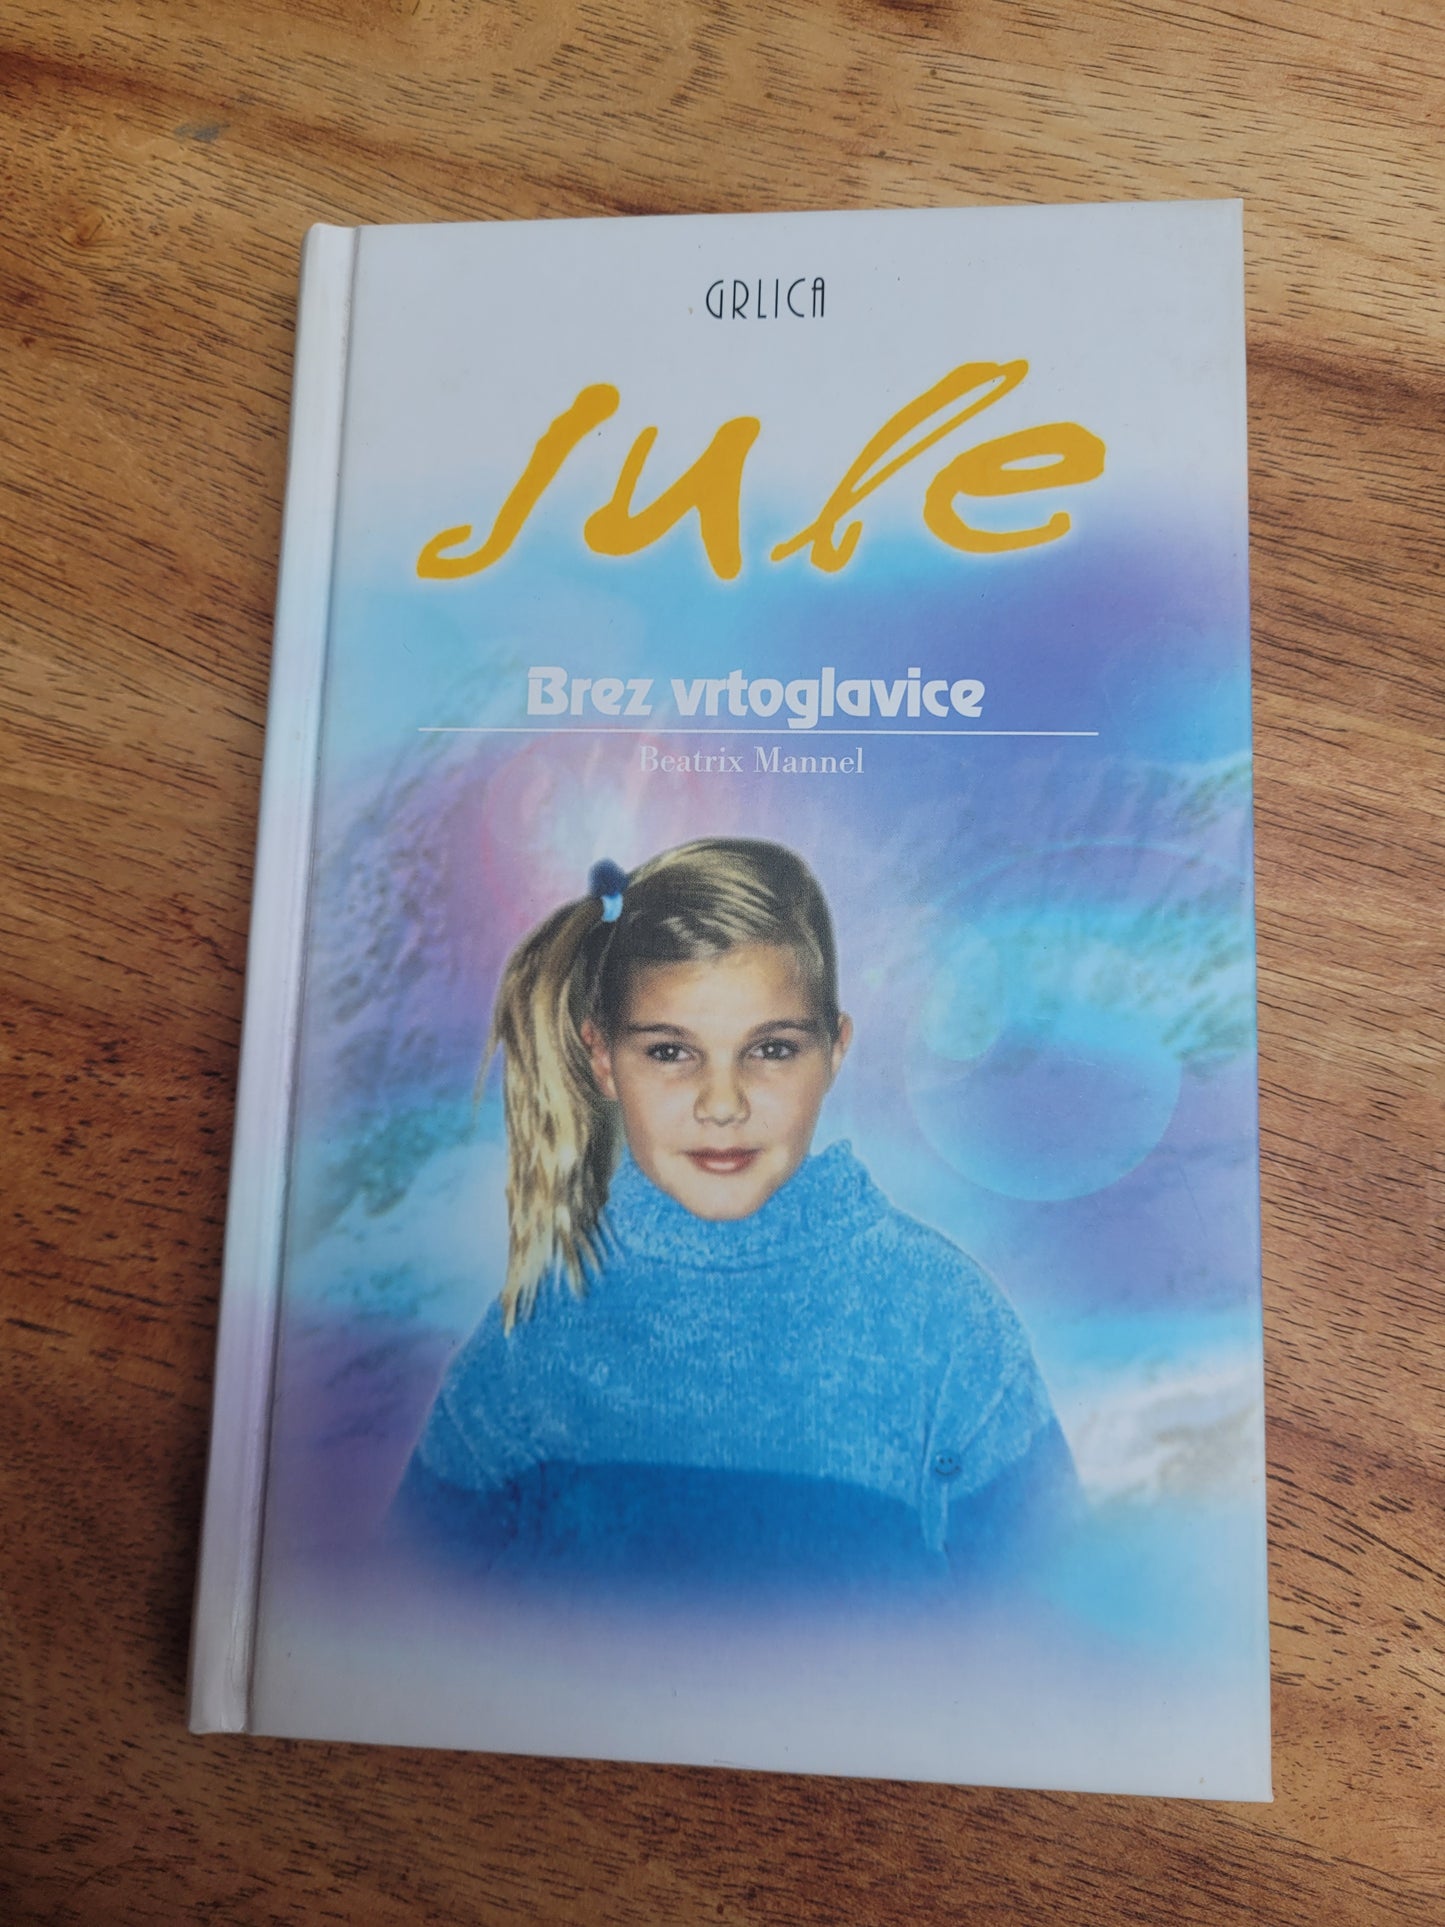 GRLICA
Jule
Brez vrtoglavice
Beatrix Mannel